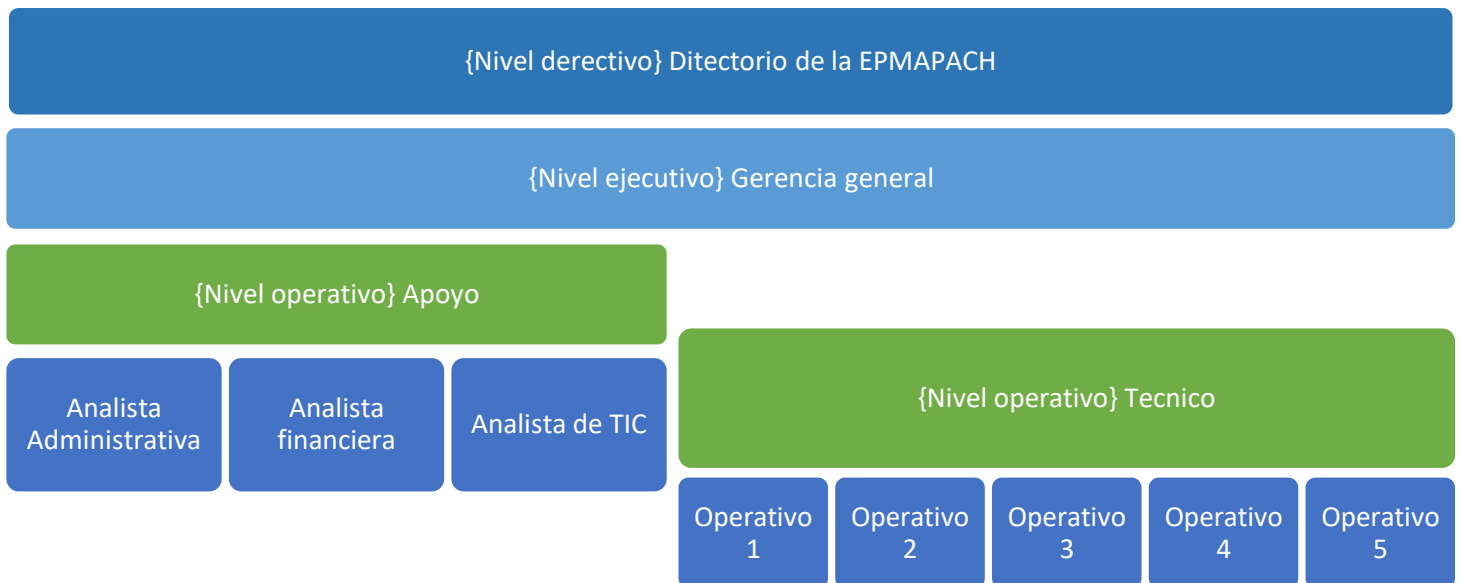 {Nivel derectivo} Ditectorio de la EPMAPACH
{Nivel ejecutivo} Gerencia general
{Nivel operativo} Apoyo
Analista
Administrativa
Analista
financiera
Analista de TIC
{Nivel operativo} Tecnico
Operativo
1
Operativo
2
Operativo
3
Operativo
4
Operativo
5